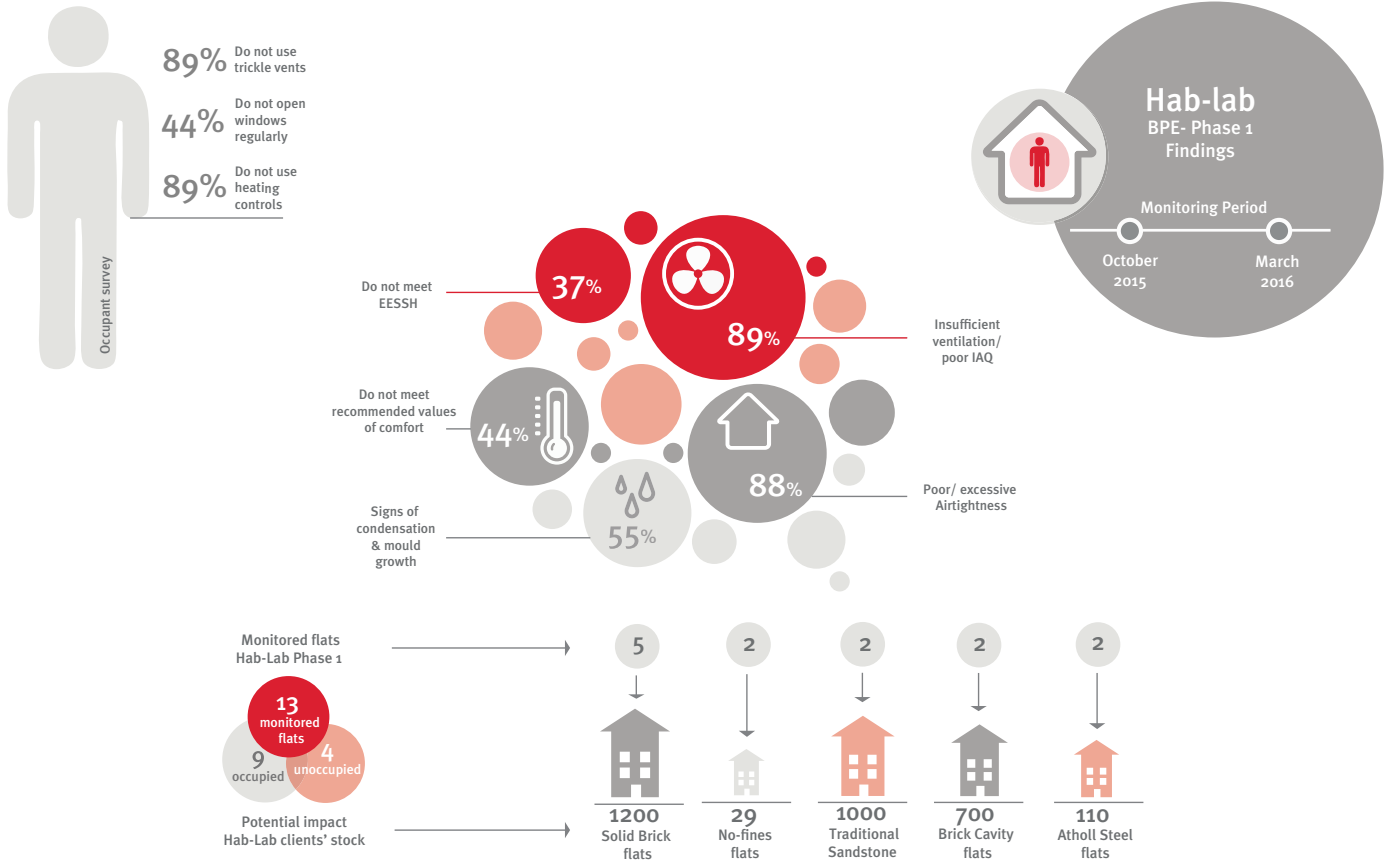 89% Do not use
trickle vents
44% Do not open
windows
regularly
89% Do not use
heating
controls
Occupant survey
Hab-lab
BPE- Phase 1
Findings
Monitoring Period
October
2015
March
2016
Do not meet
EESSH
37%
89%
Insufficient
ventilation/
poor IAQ
Do not meet
recommended values
of comfort
44%
88%
Poor/ excessive
Airtightness
Signs of
condensation
& mould
growth
55%
Monitored flats
Hab-Lab Phase 1
5
2
2
2
2
13
monitored
flats
9
occupied
4
unoccupied
Potential impact
Hab-Lab clients' stock
1200
Solid Brick
flats
29
No-fines
flats
1000
Traditional
Sandstone
700
Brick Cavity
flats
110
Atholl Steel
flats